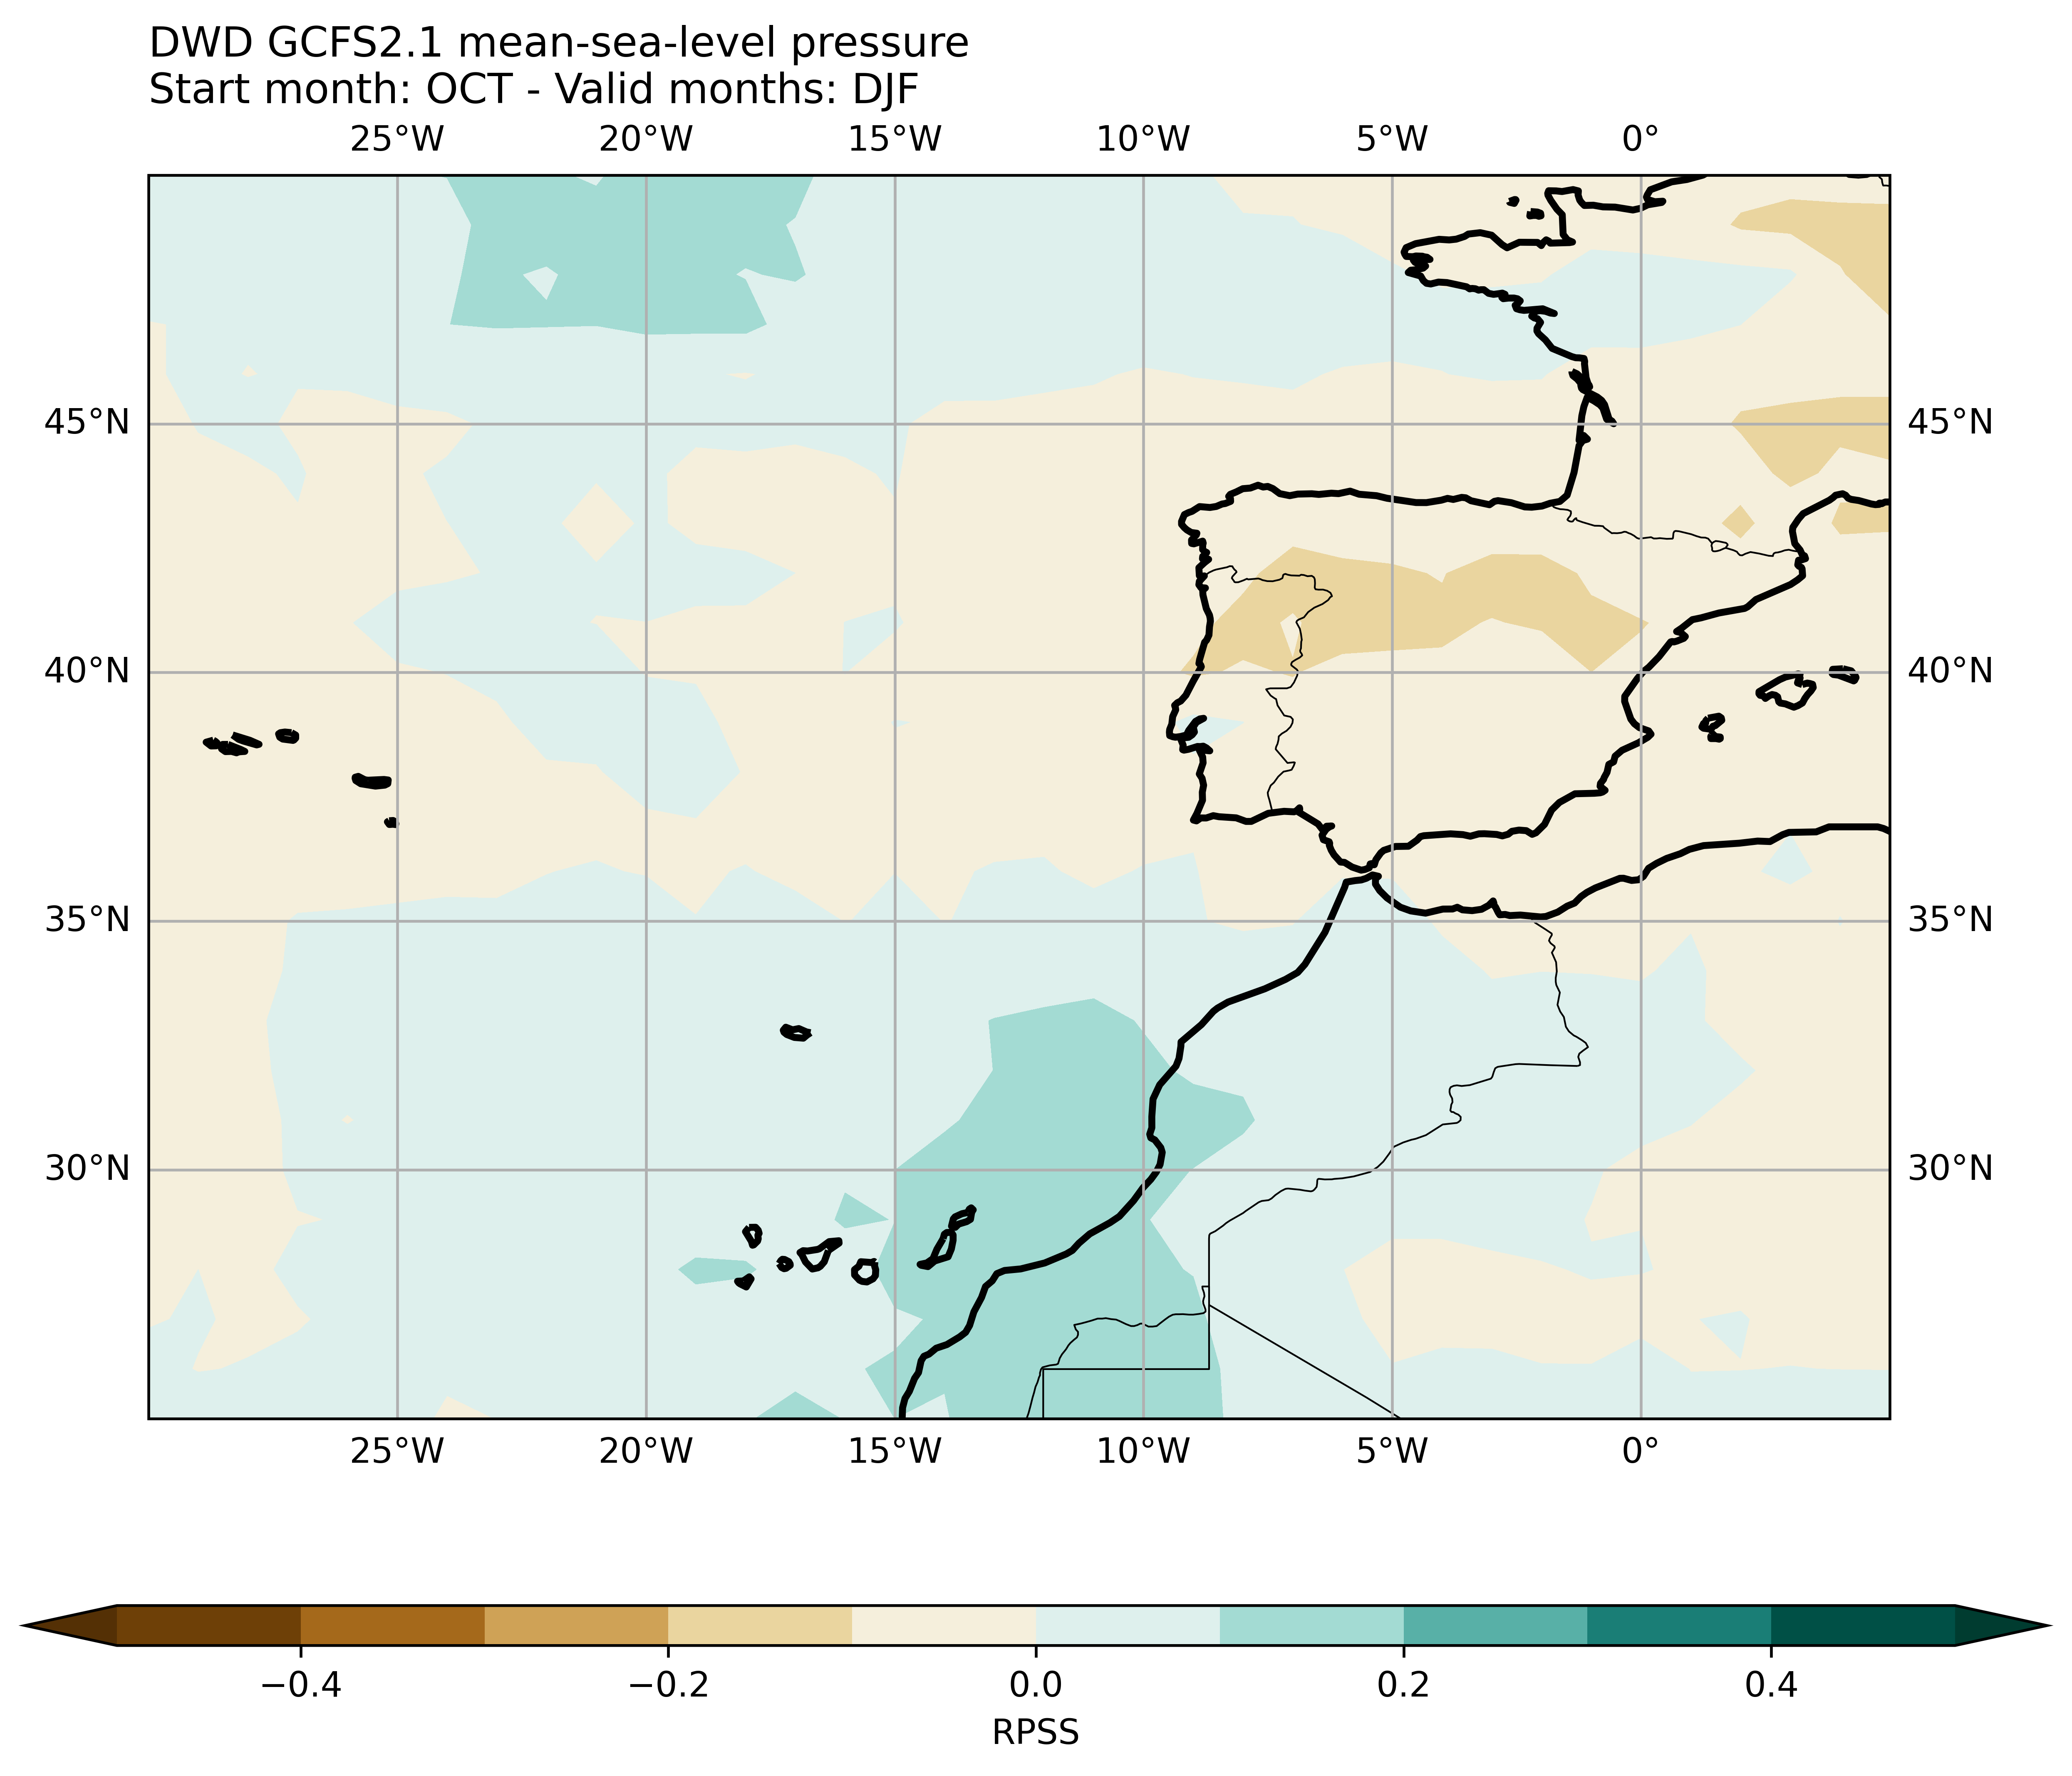 DWD GCFS2.1 mean-sea-level pressure
Start month: OCT - Valid months: DJF
25°W 20°W 15°W 10°W 5°W 0°
45°N 45°N
40°N 40°N
35°N 35°N
30°N 30°N
25°W 20°W 15°W 10°W 5°W 0°
−0.4 −0.2 0.0 0.2 0.4
RPSS